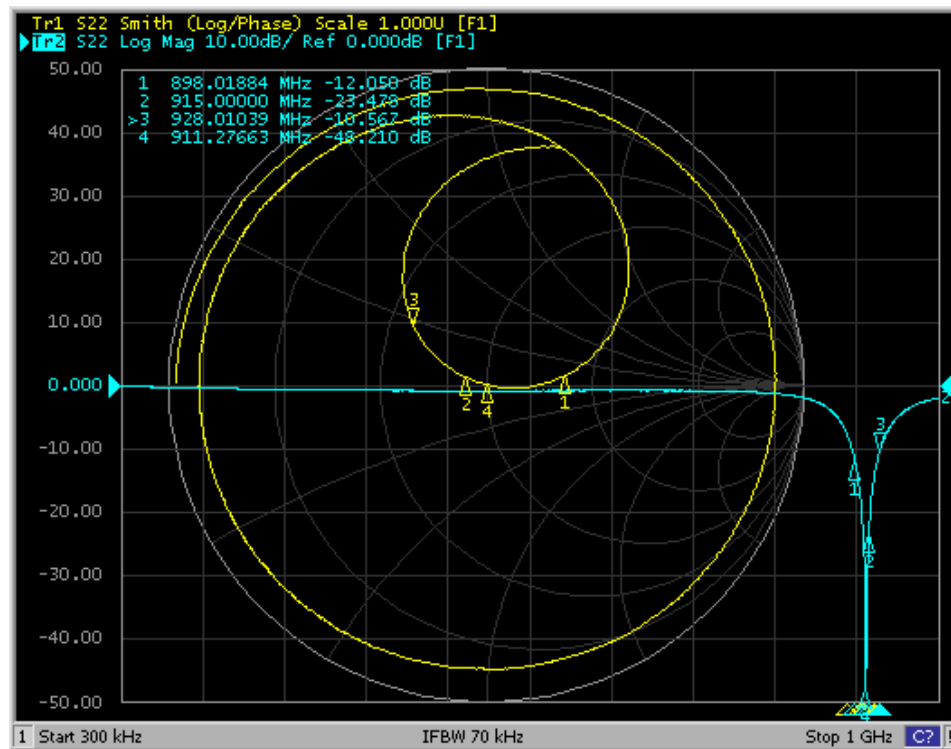 Tr1 S22 Smith (Log/Phase) Scale 1.000U [F1]
Tr2 S22 Log Mag 10.00dB/ Ref 0.000dB [F1]
50.00
1 898.01884 MHz -12.058 dB
2 915.00000 MHz -23.478 dB
>3 928.01039 MHz -10.567 dB
4 911.27663 MHz -48.210 dB
40.00
30.00
20.00
10.00
3
0.000
2 4 1
2
3
-10.00
1
-20.00
2
-30.00
-40.00
-50.00
4
1 Start 300 kHz IFBW 70 kHz Stop 1 GHz C?